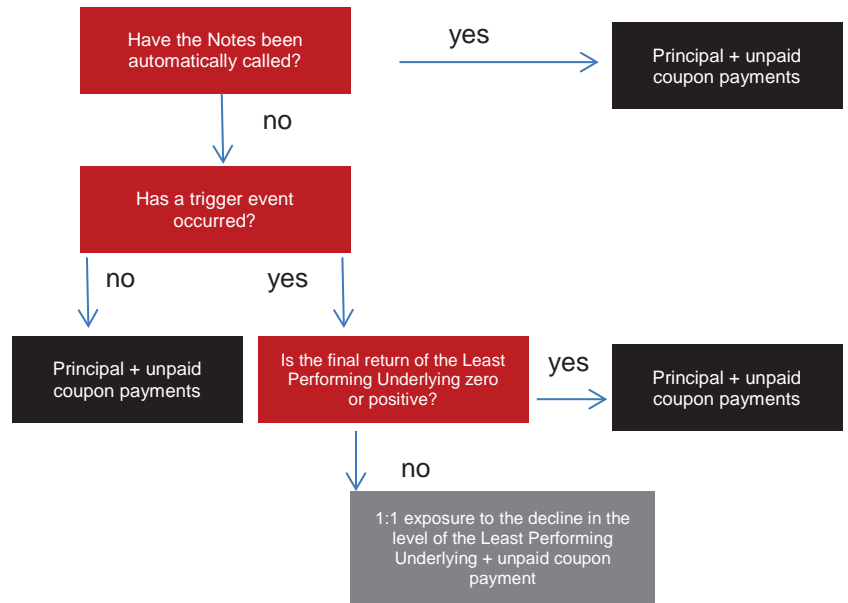 Have the Notes been
automatically called?
yes
Principal + unpaid
coupon payments
no
Has a trigger event
occurred?
no
yes
Principal + unpaid
coupon payments
Is the final return of the Least
Performing Underlying zero
or positive?
yes
Principal + unpaid
coupon payments
no
1:1 exposure to the decline in the
level of the Least Performing
Underlying + unpaid coupon
payment